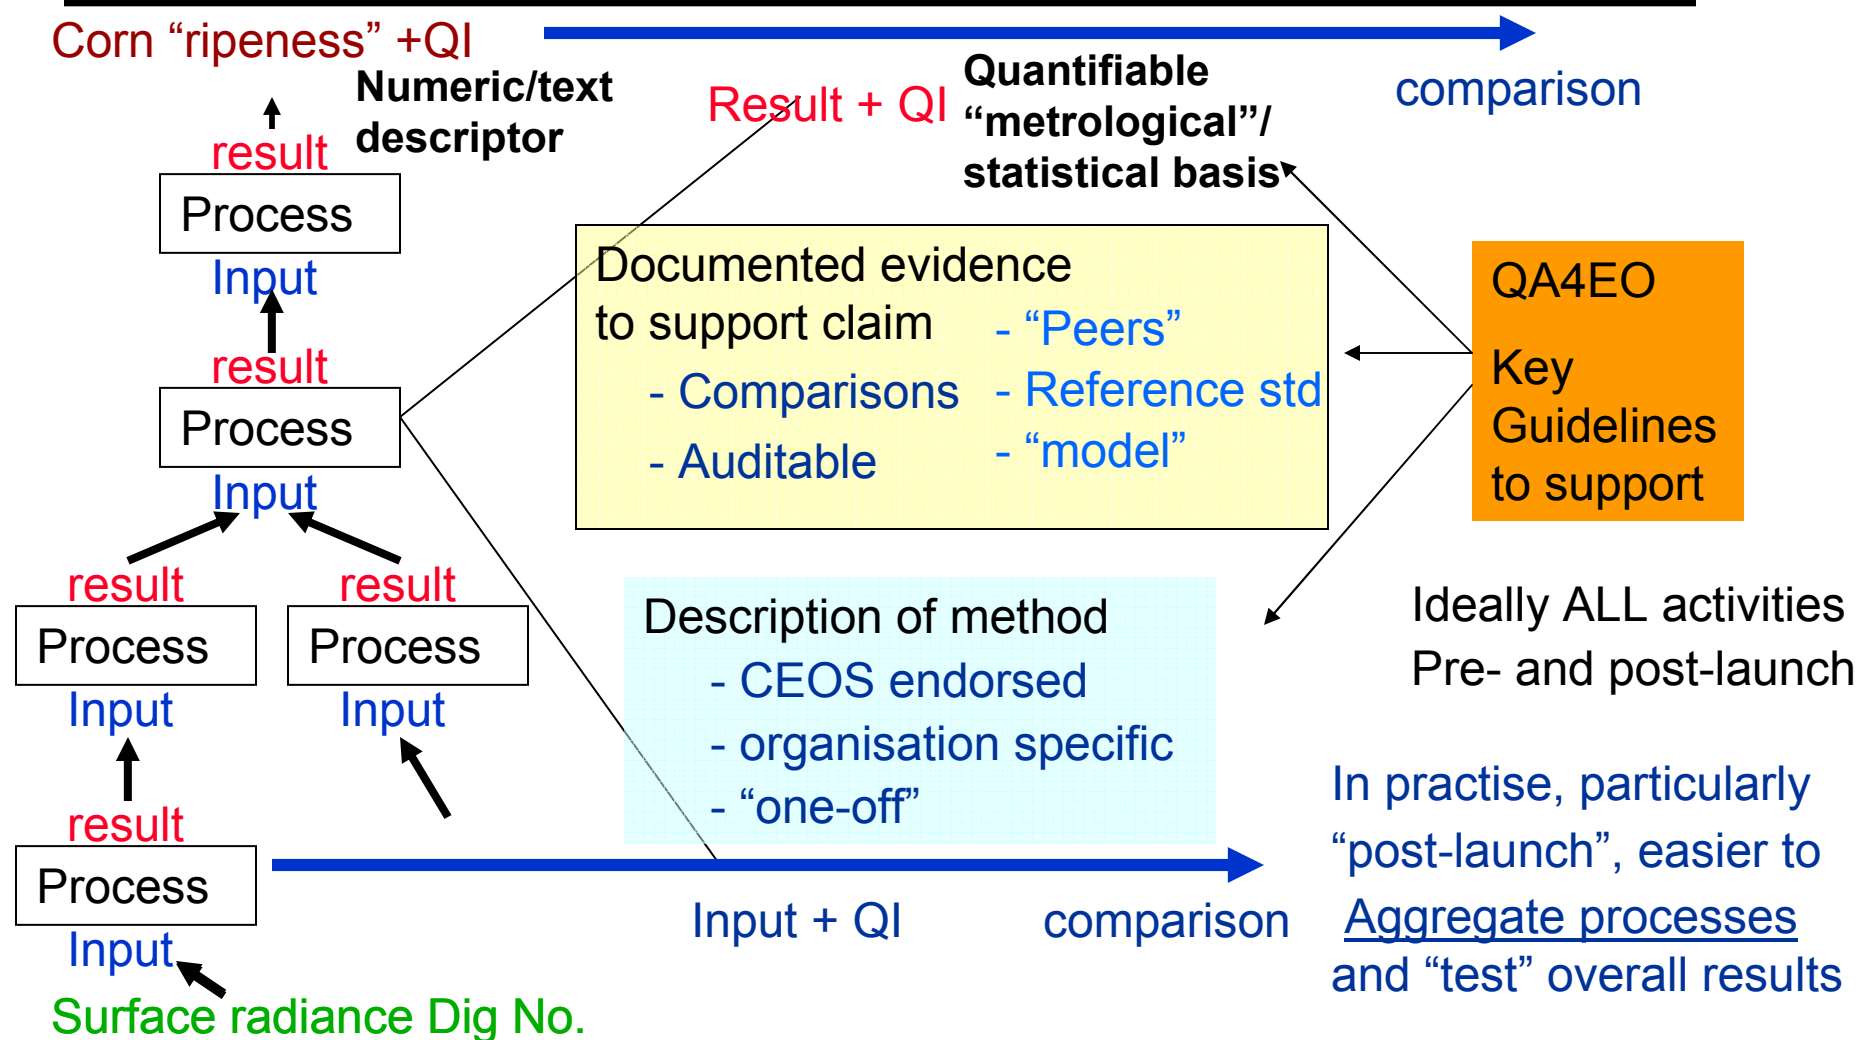 Corn “ripeness” +QI
Numeric/text
descriptor
Result + QI
Quantifiable
“metrological”/
statistical basis
comparison
result
Process
Input
result
Process
Input
result
Process
Input
result
Process
Input
result
Process
Input
Surface radiance Dig No.
Documented evidence
to support claim
- Comparisons
- Auditable
- “Peers”
- Reference std
- “model”
QA4EO
Key
Guidelines
to support
Description of method
- CEOS endorsed
- organisation specific
- “one-off”
Input + QI
comparison
Ideally ALL activities
Pre- and post-launch
In practise, particularly
“post-launch”, easier to
Aggregate processes
and “test” overall results